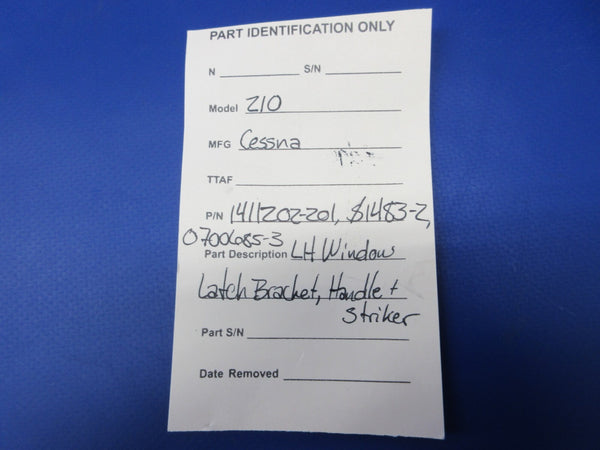 PART IDENTIFICATION ONLY
N S/N
Model 210
MFG Cessna
TTAF
P/N 1411202-201, S1483-2,
0700685-3
Part Description LH Window
Latch Bracket, Handle +
Striker
Part S/N
Date Removed